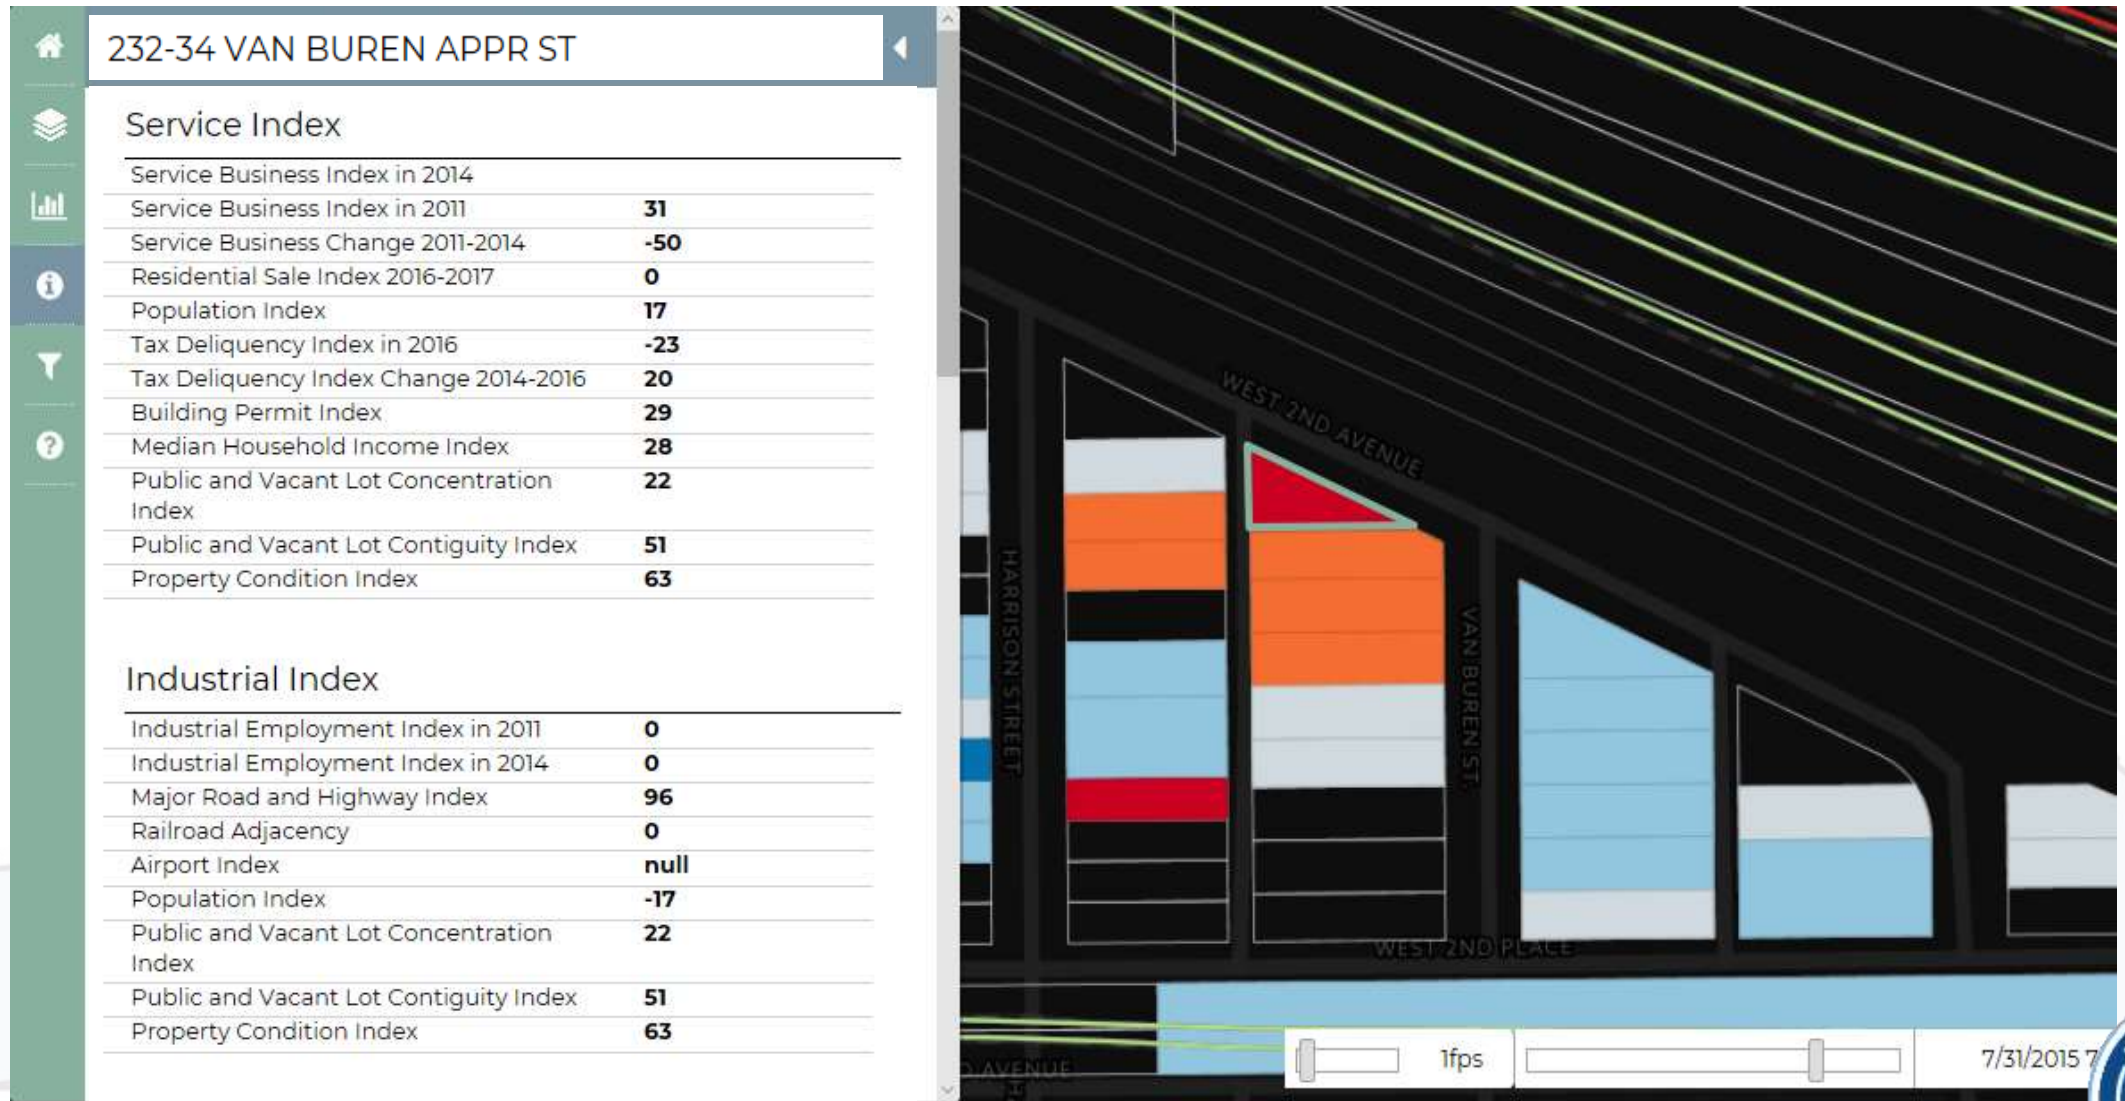 232-34 VAN BUREN APPR ST
Service Index
Service Business Index in 2014
Service Business Index in 2011 31
Service Business Change 2011-2014 -50
Residential Sale Index 2016-2017 0
Population Index 17
Tax Deliquency Index in 2016 -23
Tax Deliquency Index Change 2014-2016 20
Building Permit Index 29
Median Household Income Index 28
Public and Vacant Lot Concentration 22
Index
Public and Vacant Lot Contiguity Index 51
Property Condition Index 63
Industrial Index
Industrial Employment Index in 2011 0
Industrial Employment Index in 2014 0
Major Road and Highway Index 96
Railroad Adjacency 0
Airport Index null
Population Index -17
Public and Vacant Lot Concentration 22
Index
Public and Vacant Lot Contiguity Index 51
Property Condition Index 63
WEST 2ND AVENUE
HARRISON STREET
VAN BUREN ST.
WEST 2ND PLACE
AVENUE
1fps
7/31/2015 7